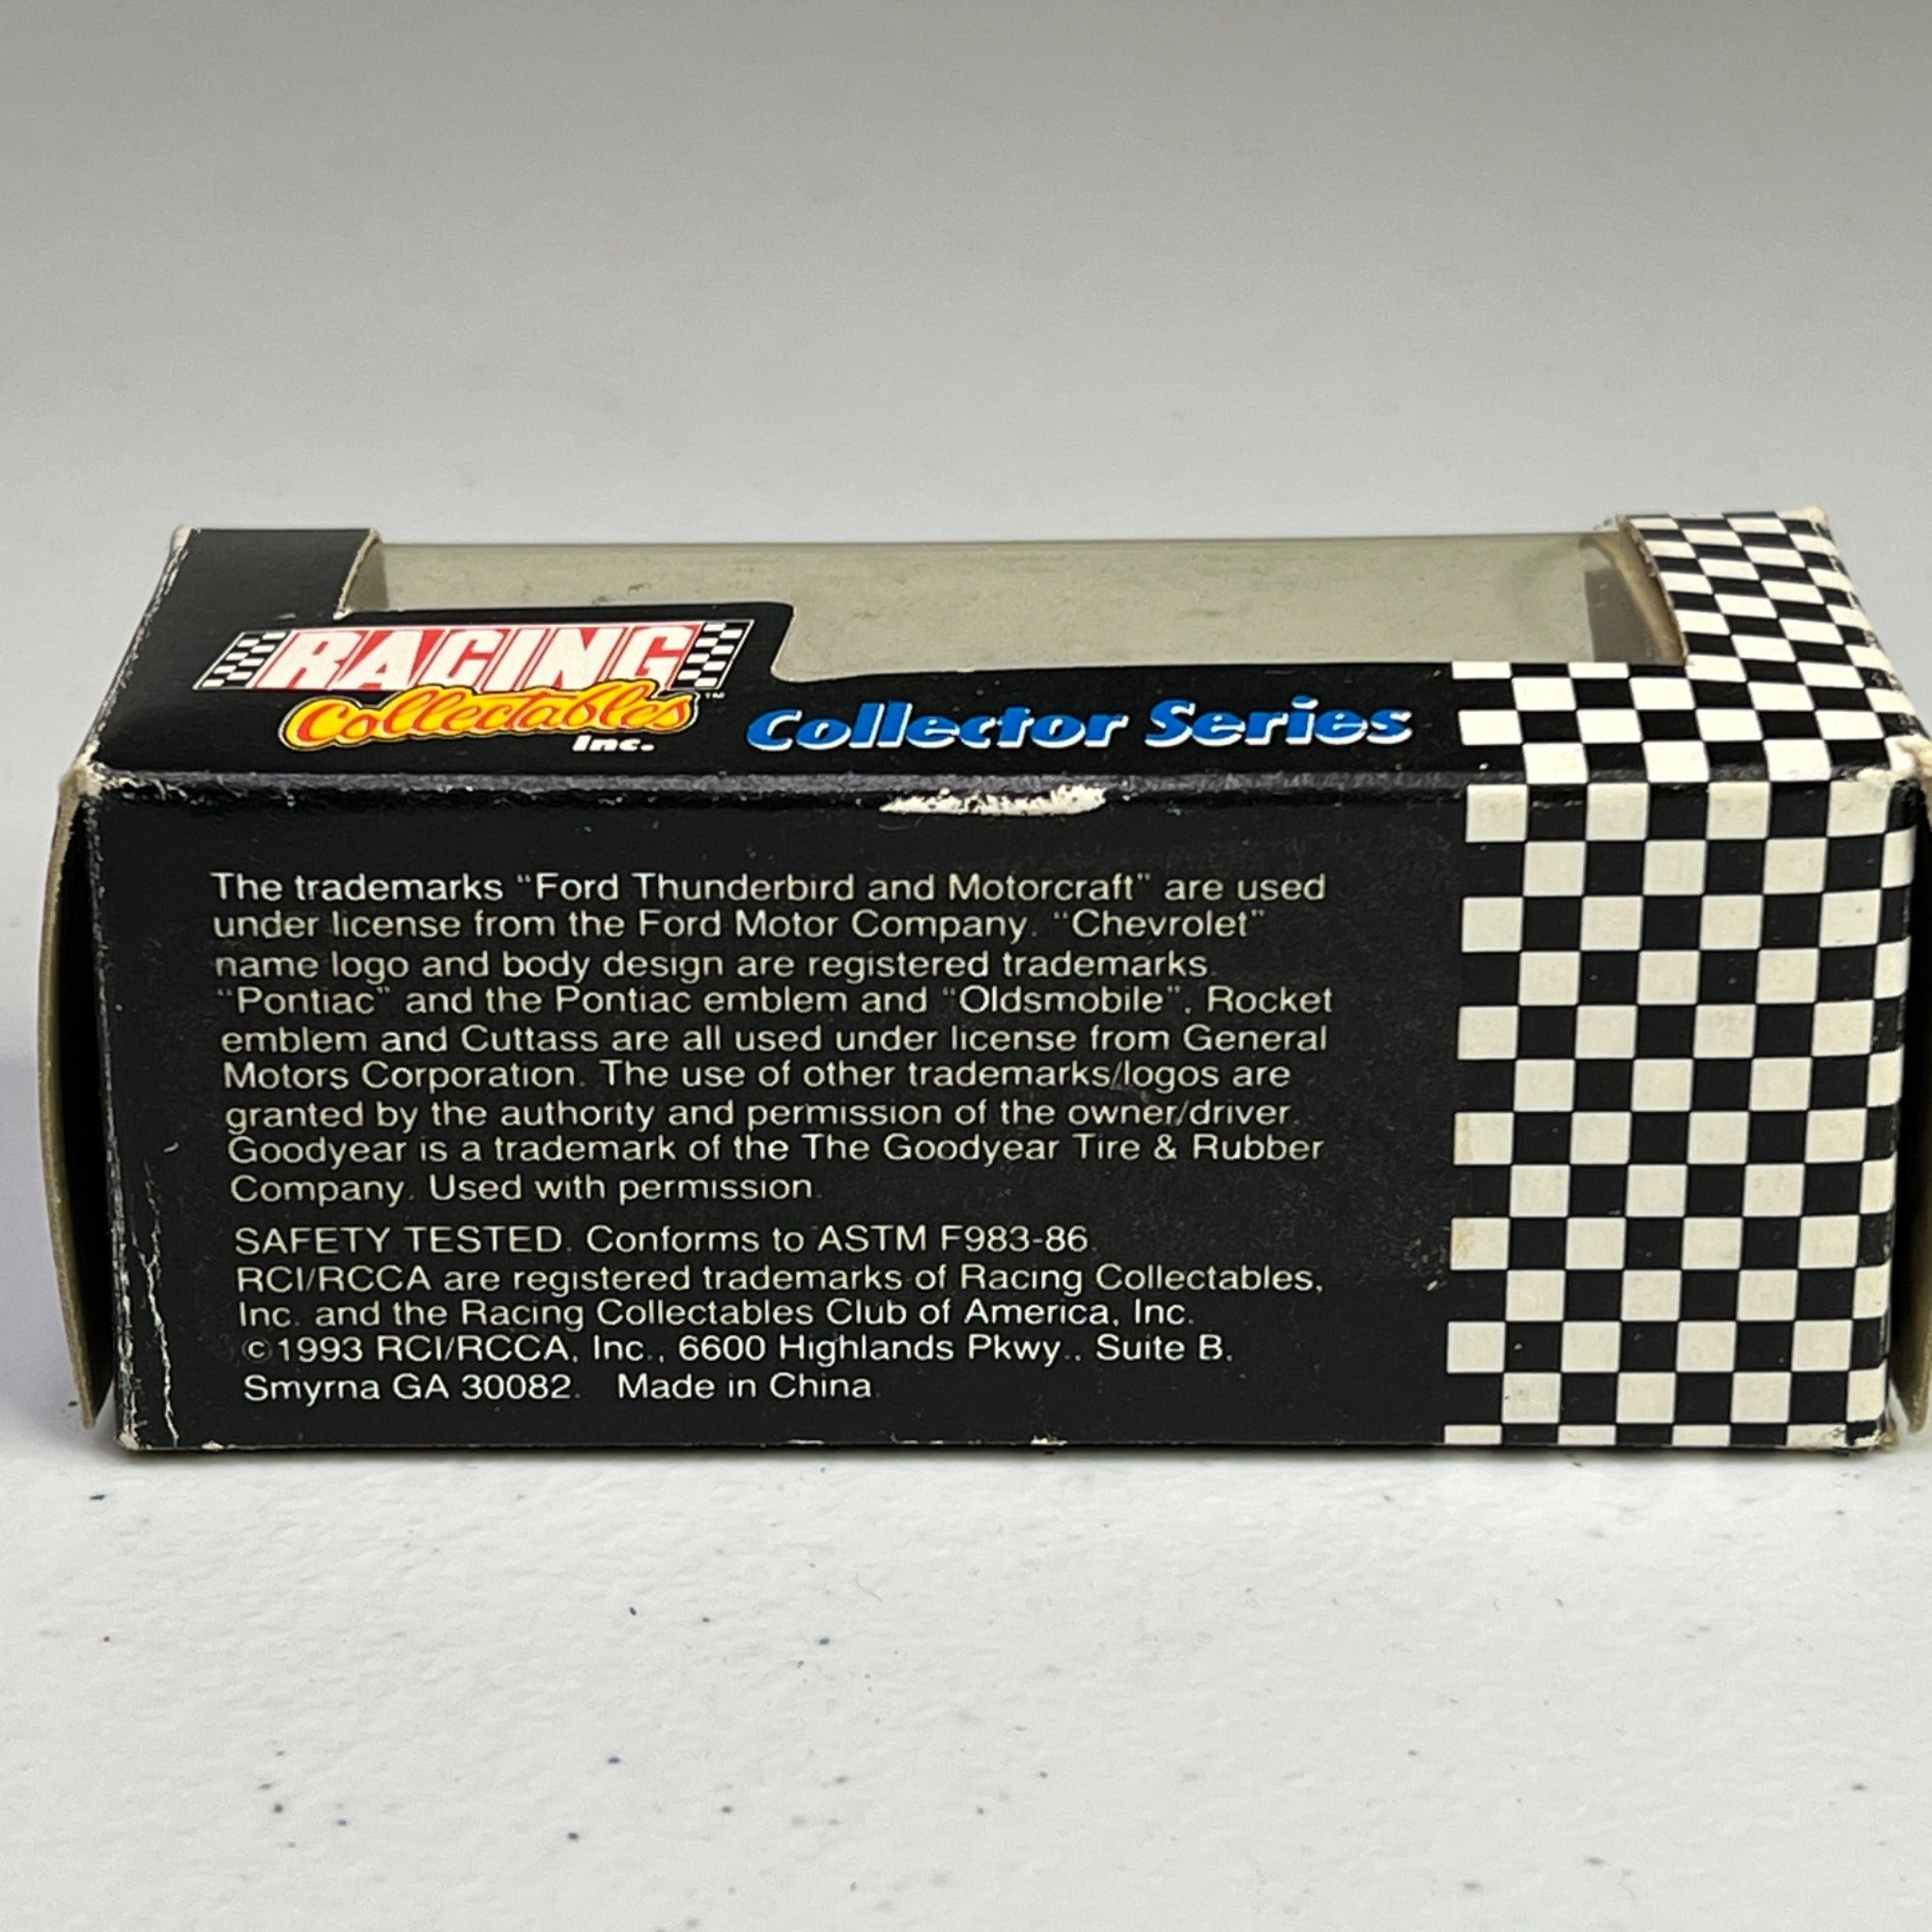 RACING
Collectables™
Inc.
Collector Series
The trademarks “Ford Thunderbird and Motorcraft” are used
under license from the Ford Motor Company. “Chevrolet”
name logo and body design are registered trademarks.
“Pontiac” and the Pontiac emblem and “Oldsmobile”. Rocket
emblem and Cuttass are all used under license from General
Motors Corporation. The use of other trademarks/logos are
granted by the authority and permission of the owner/driver.
Goodyear is a trademark of the The Goodyear Tire & Rubber
Company. Used with permission.
SAFETY TESTED. Conforms to ASTM F983-86.
RCI/RCCA are registered trademarks of Racing Collectables,
Inc. and the Racing Collectables Club of America, Inc.
©1993 RCI/RCCA, Inc., 6600 Highlands Pkwy., Suite B.
Smyrna GA 30082. Made in China